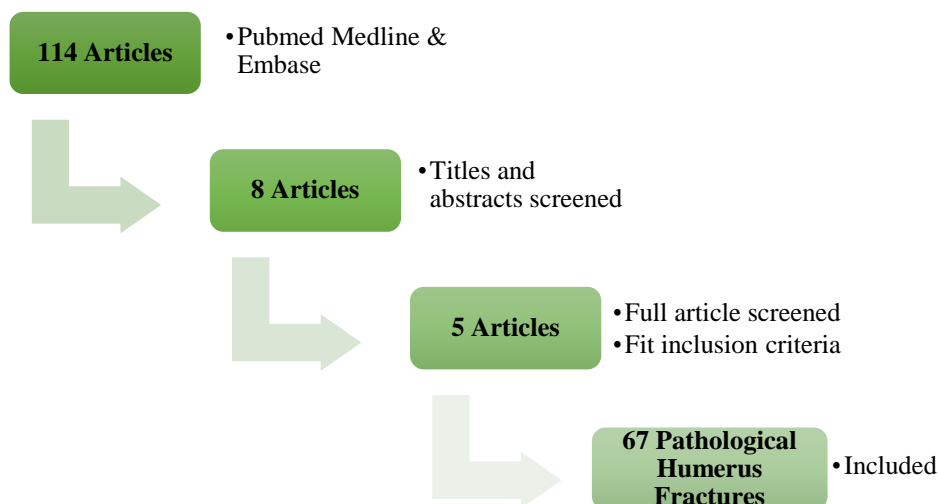 114 Articles
•Pubmed Medline &
Embase
8 Articles
•Titles and
abstracts screened
5 Articles
•Full article screened
•Fit inclusion criteria
67 Pathological
Humerus
Fractures
•Included